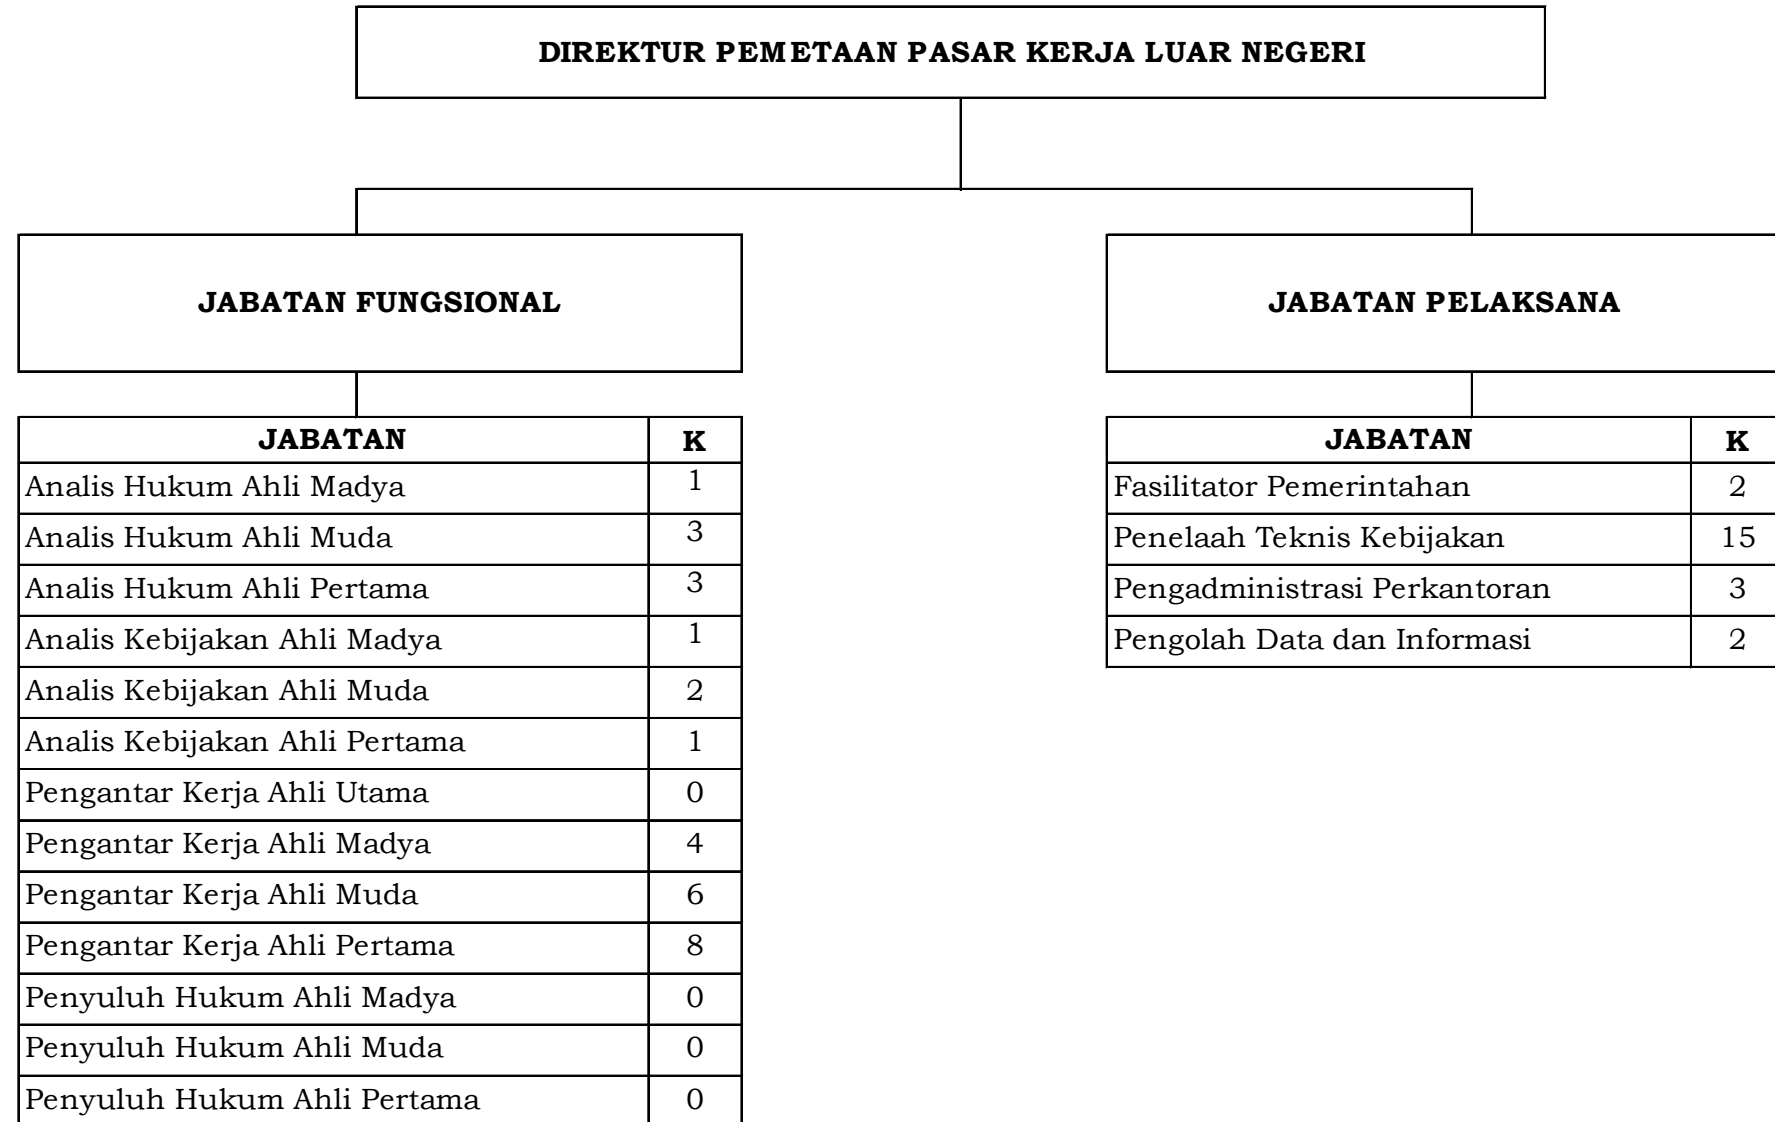 DIREKTUR PEMETAAN PASAR KERJA LUAR NEGERI
JABATAN FUNGSIONAL
JABATAN K
Analis Hukum Ahli Madya 1
Analis Hukum Ahli Muda 3
Analis Hukum Ahli Pertama 3
Analis Kebijakan Ahli Madya 1
Analis Kebijakan Ahli Muda 2
Analis Kebijakan Ahli Pertama 1
Pengantar Kerja Ahli Utama 0
Pengantar Kerja Ahli Madya 4
Pengantar Kerja Ahli Muda 6
Pengantar Kerja Ahli Pertama 8
Penyuluh Hukum Ahli Madya 0
Penyuluh Hukum Ahli Muda 0
Penyuluh Hukum Ahli Pertama 0
JABATAN PELAKSANA
JABATAN K
Fasilitator Pemerintahan 2
Penelaah Teknis Kebijakan 15
Pengadministrasi Perkantoran 3
Pengolah Data dan Informasi 2